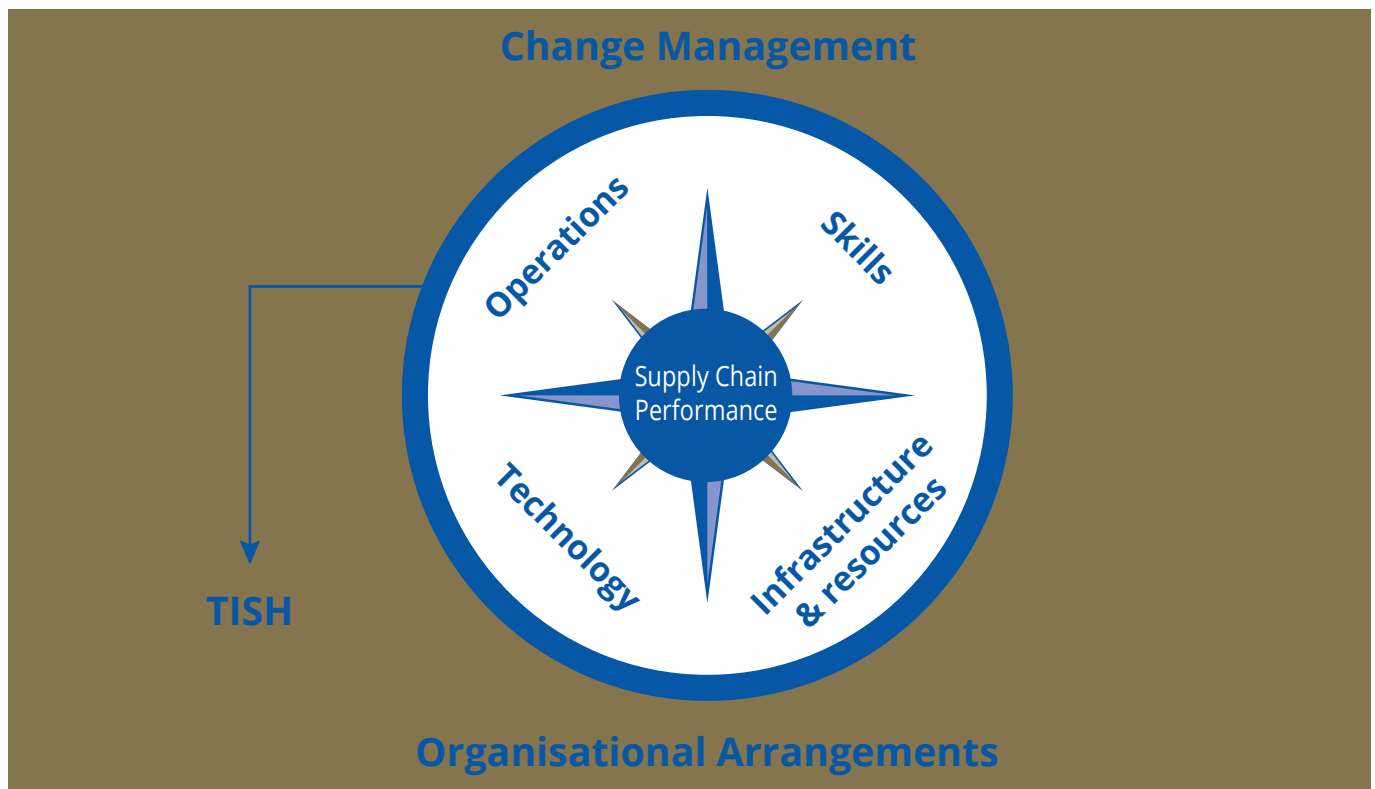 Change Management
Operations
Skills
Supply Chain
Performance
Technology
Infrastructure
& resources
TISH
Organisational Arrangements